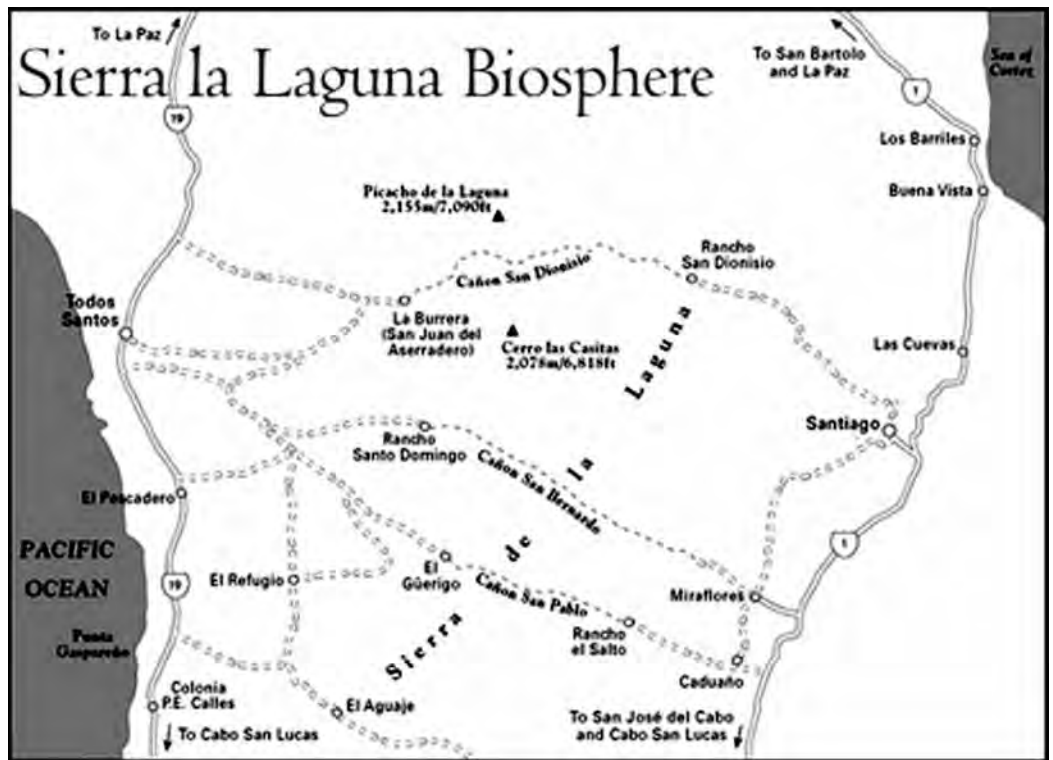 To La Paz
Sierra la Laguna Biosphere
To San Bartolo
and La Paz
Sea of
Cortez
19
1
Los Barriles
Buena Vista
Picacho de la Laguna
2,155m/7,090ft
Rancho
San Dionisio
Cañon San Dionisio
Todos
Santos
La Burrera
(San Juan del
Aserradero)
Cerro las Casitas
2,078m/6,818ft
Las Cuevas
Santiago
Rancho
Santo Domingo
Cañon San Bernardo
El Pescadero
PACIFIC
OCEAN
19
El Refugio
El
Güerigo
Cañon San Pablo
Sierra de la Laguna
1
Miraflores
Rancho
el Salto
Caduaño
Punta
Gaspareño
Colonia
P.E. Calles
El Aguaje
To Cabo San Lucas
To San José del Cabo
and Cabo San Lucas